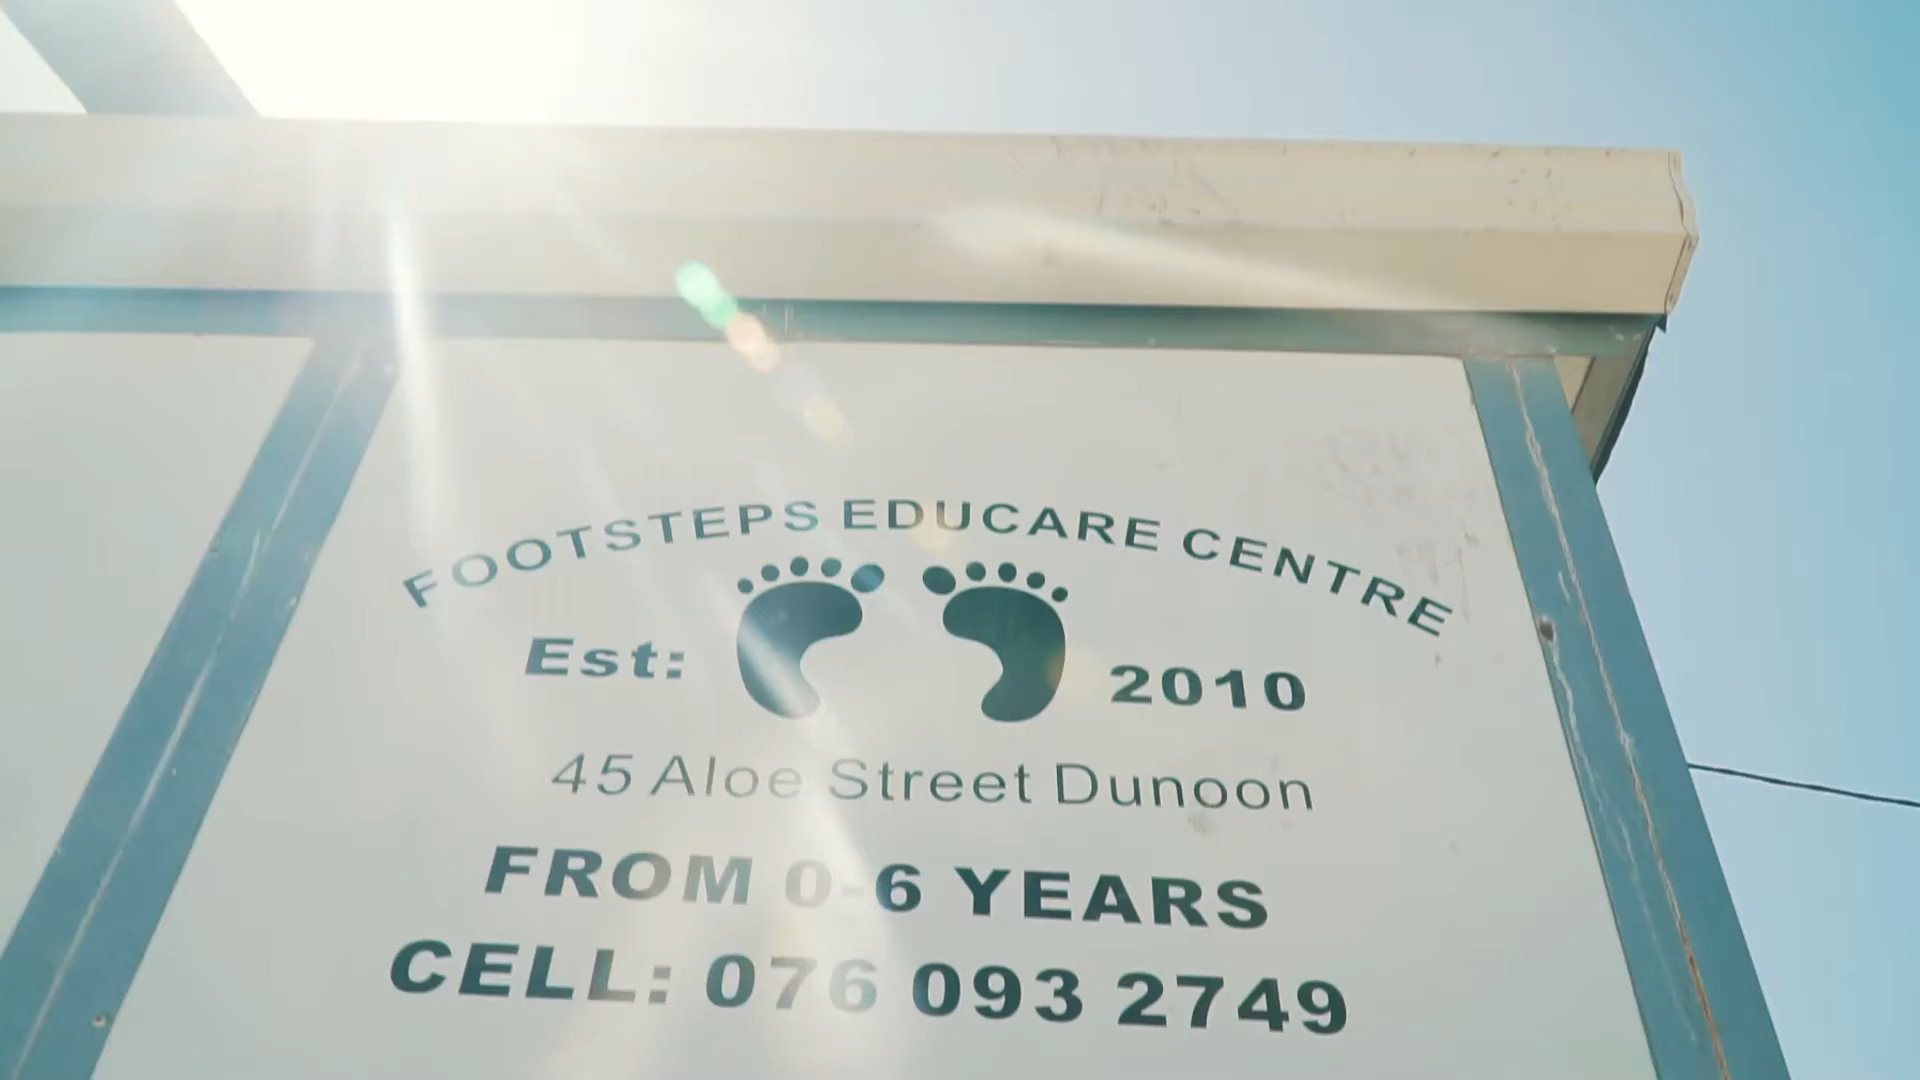 FOOTSTEPS EDUCARE CENTRE
Est: 2010
45 Aloe Street Dunoon
FROM 0-6 YEARS
CELL: 076 093 2749